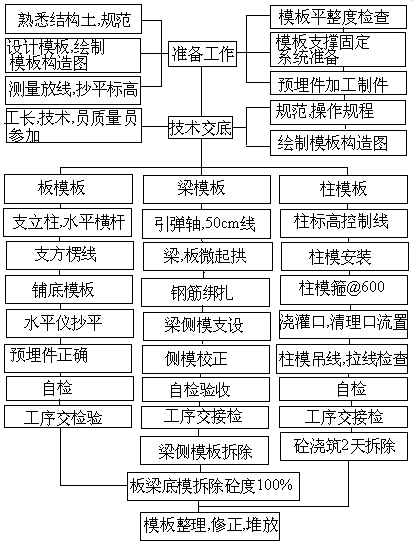 熟悉结构土,规范
设计模板,绘制
模板构造图
测量放线,抄平标高
工长,技术,员质量员
参加
准备工作
技术交底
模板平整度检查
模板支撑固定
系统准备
预埋件加工制件
规范,操作规程
绘制模板构造图
板模板
支立柱,水平横杆
支方楞线
铺底模板
水平仪抄平
预埋件正确
自检
工序交检验
梁模板
引弹轴,50cm线
梁,板微起拱
钢筋绑扎
梁侧模支设
侧模校正
自检验收
工序交接检
梁侧模板拆除
柱模板
柱标高控制线
柱模安装
柱模箍@600
浇灌口,清理口流置
柱模吊线,拉线检查
自检
工序交接检
砼浇筑2天拆除
板梁底模拆除砼度100%
模板整理,修正,堆放